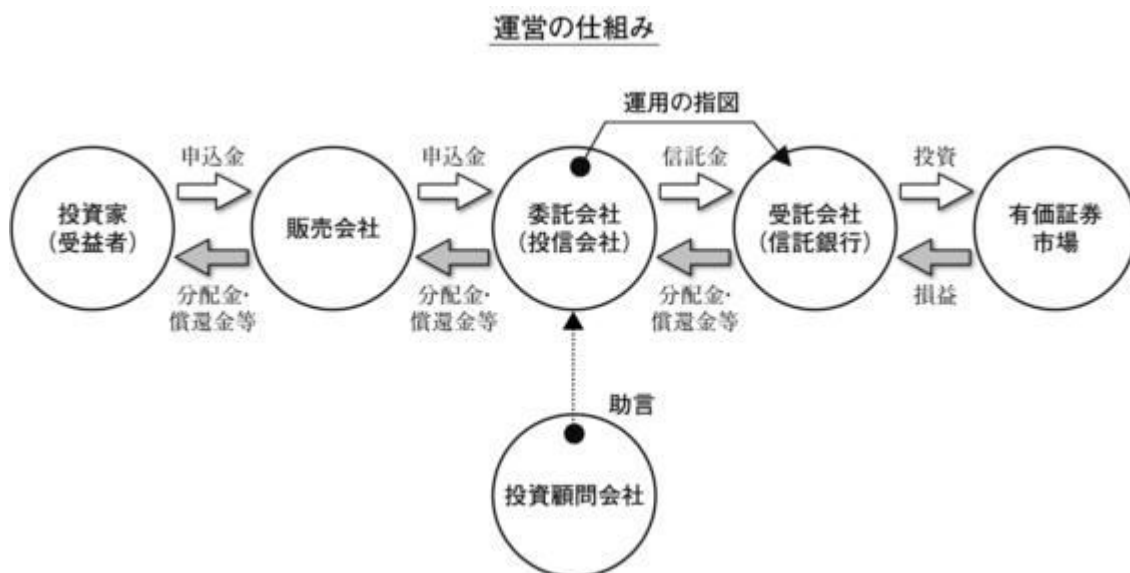 運営の仕組み
運用の指図
申込金
申込金
信託金
投資
投資家
(受益者)
販売会社
委託会社
(投信会社)
受託会社
(信託銀行)
有価証券
市場
分配金・
償還金等
分配金・
償還金等
分配金・
償還金等
損益
助言
投資顧問会社